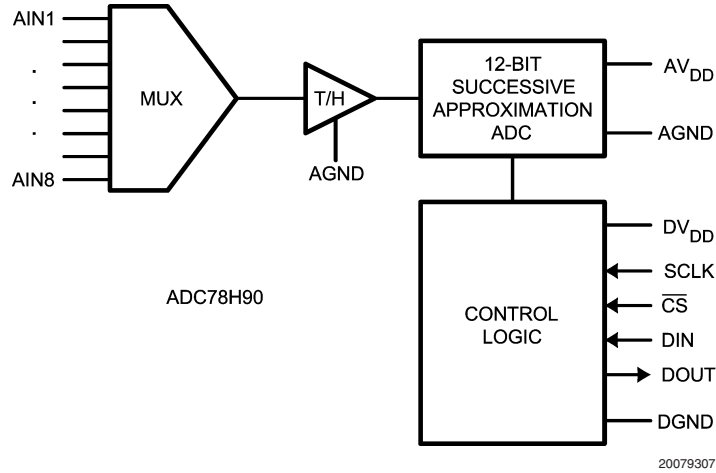 AIN1
.
.
.
AIN8
MUX
T/H
AGND
12-BIT
SUCCESSIVE
APPROXIMATION
ADC
AVDD
AGND
ADC78H90
CONTROL
LOGIC
DVDD
SCLK
C̅S̅
DIN
DOUT
DGND
20079307